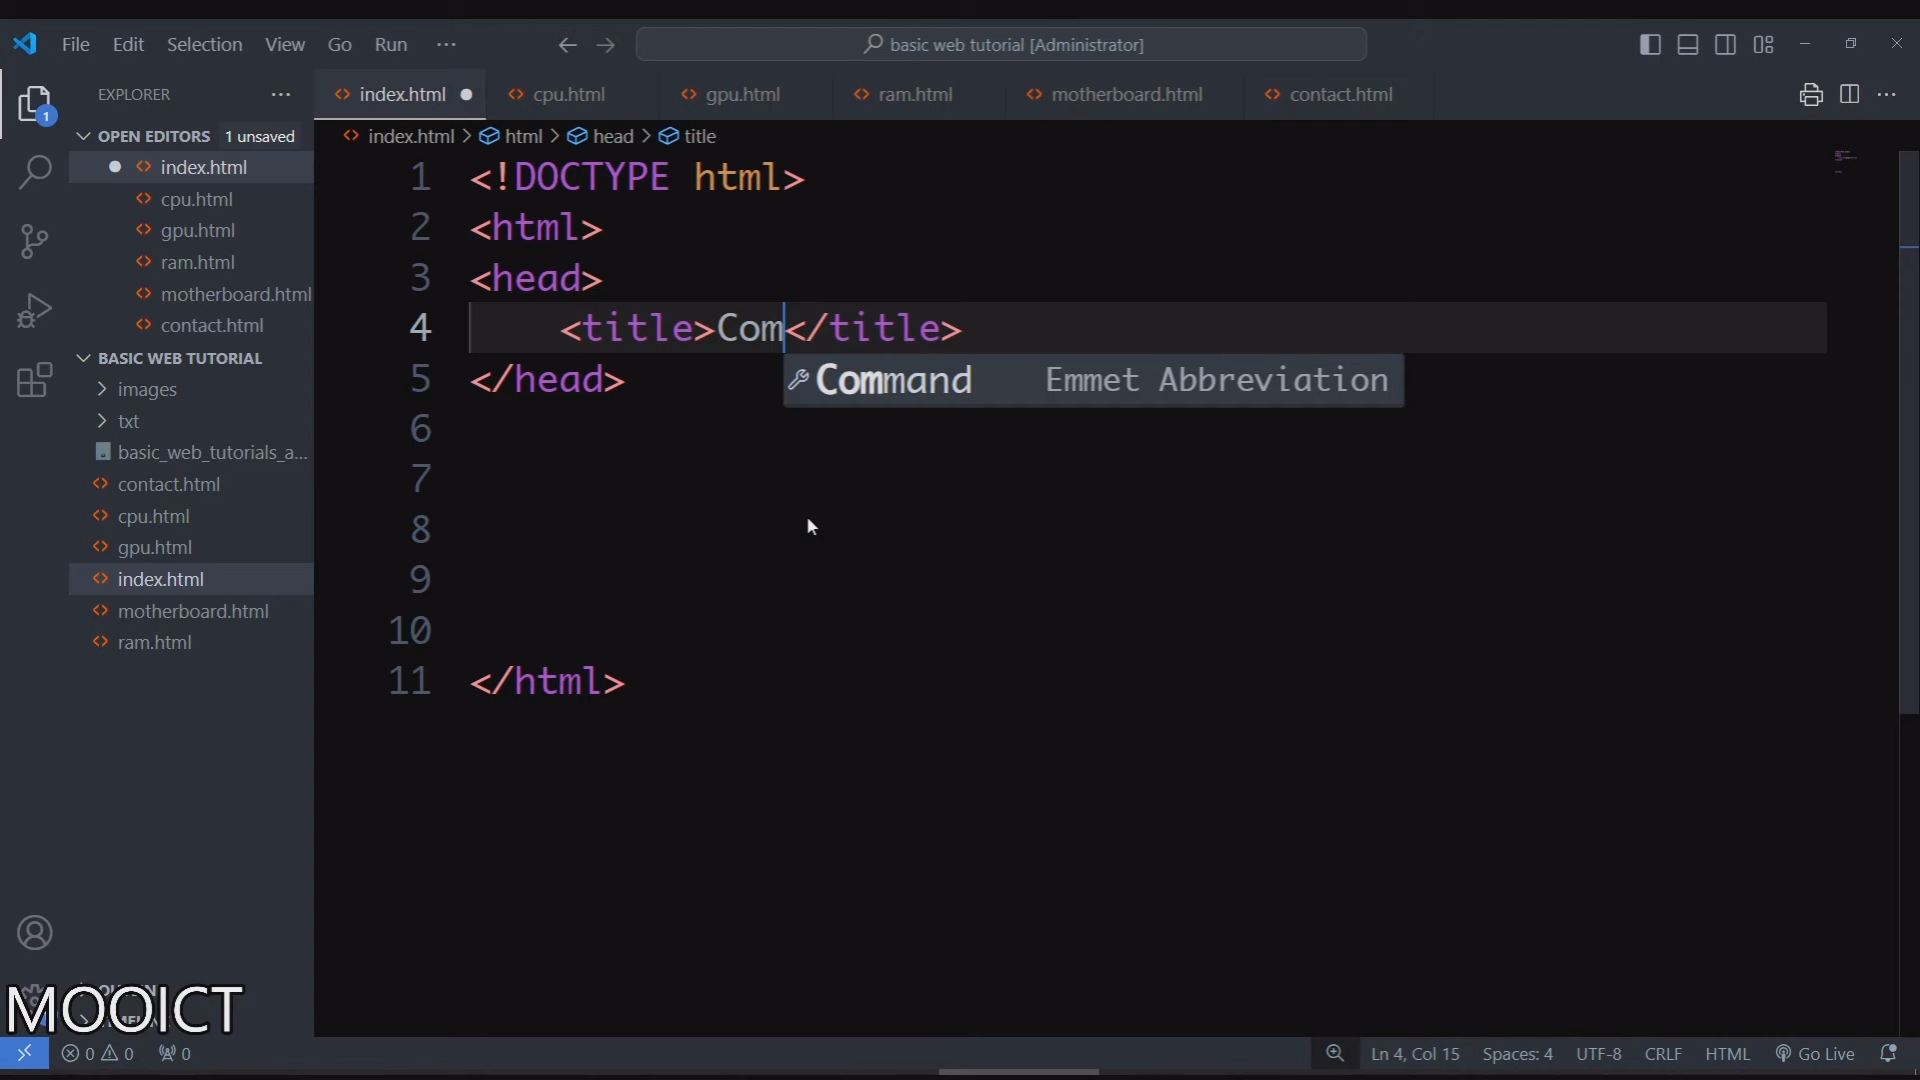 File Edit Selection View Go Run ... basic web tutorial [Administrator]
EXPLORER ...
OPEN EDITORS 1 unsaved
index.html
cpu.html
gpu.html
ram.html
motherboard.html
contact.html
BASIC WEB TUTORIAL
images
txt
basic_web_tutorials_a...
contact.html
cpu.html
gpu.html
index.html
motherboard.html
ram.html
index.html cpu.html gpu.html ram.html motherboard.html contact.html
index.html > html > head > title
1 <!DOCTYPE html>
2 <html>
3 <head>
4 <title>Com</title>
Command Emmet Abbreviation
5 </head>
6
7
8
9
10
11 </html>
1
MOOICT
0 0 0 Ln 4, Col 15 Spaces: 4 UTF-8 CRLF HTML Go Live